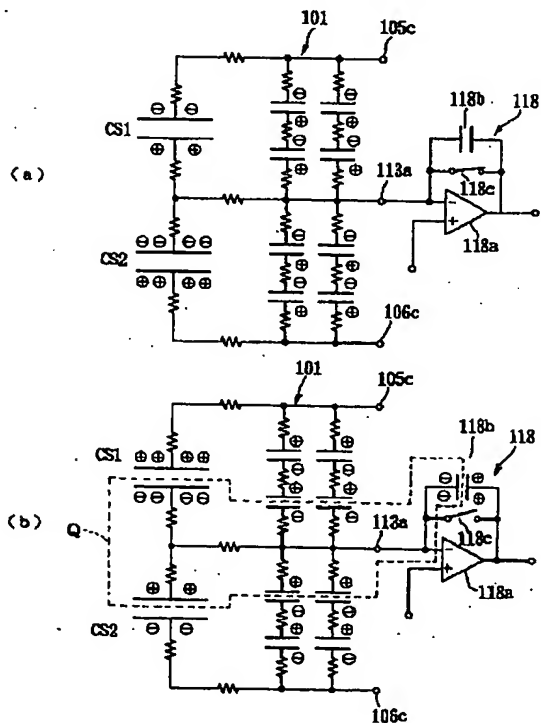 (a)
101
105c
118b
118
CS1
⊖ ⊖
⊕ ⊕
⊖
⊕
⊖
⊕
⊖
⊕
⊖
⊕
113a
118c
−
+
118a
CS2
⊖ ⊖ ⊖ ⊖
⊕ ⊕ ⊕ ⊕
⊖
⊕
⊖
⊕
⊖
⊕
⊖
⊕
106c
(b)
101
105c
118b
118
CS1
⊕ ⊕ ⊕ ⊕
⊖ ⊖ ⊖ ⊖
⊕
⊖
⊕
⊖
⊕
⊖
⊕
⊖
⊖ ⊕
⊖ ⊕
Q
113a
118c
−
+
118a
CS2
⊕ ⊕
⊖ ⊖
⊕
⊖
⊕
⊖
⊕
⊖
⊕
⊖
106c